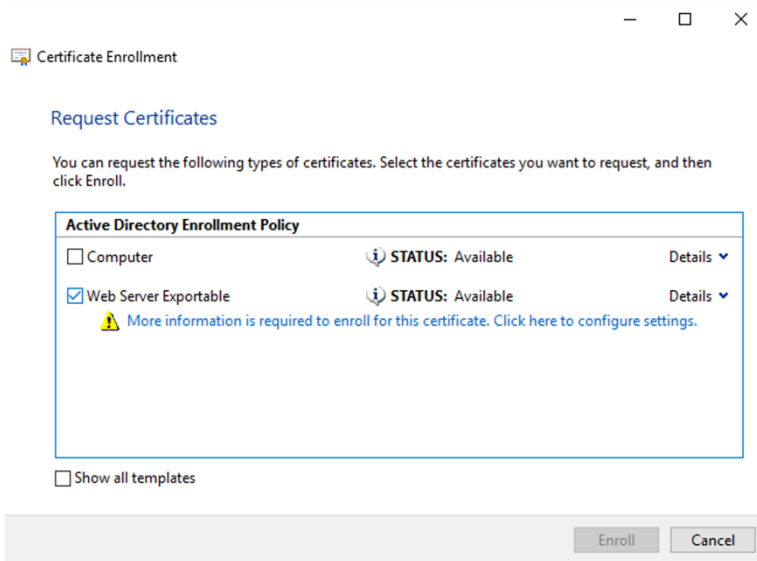 Certificate Enrollment
Request Certificates
You can request the following types of certificates. Select the certificates you want to request, and then
click Enroll.
Active Directory Enrollment Policy
Computer STATUS: Available Details
Web Server Exportable STATUS: Available Details
More information is required to enroll for this certificate. Click here to configure settings.
Show all templates
Enroll Cancel